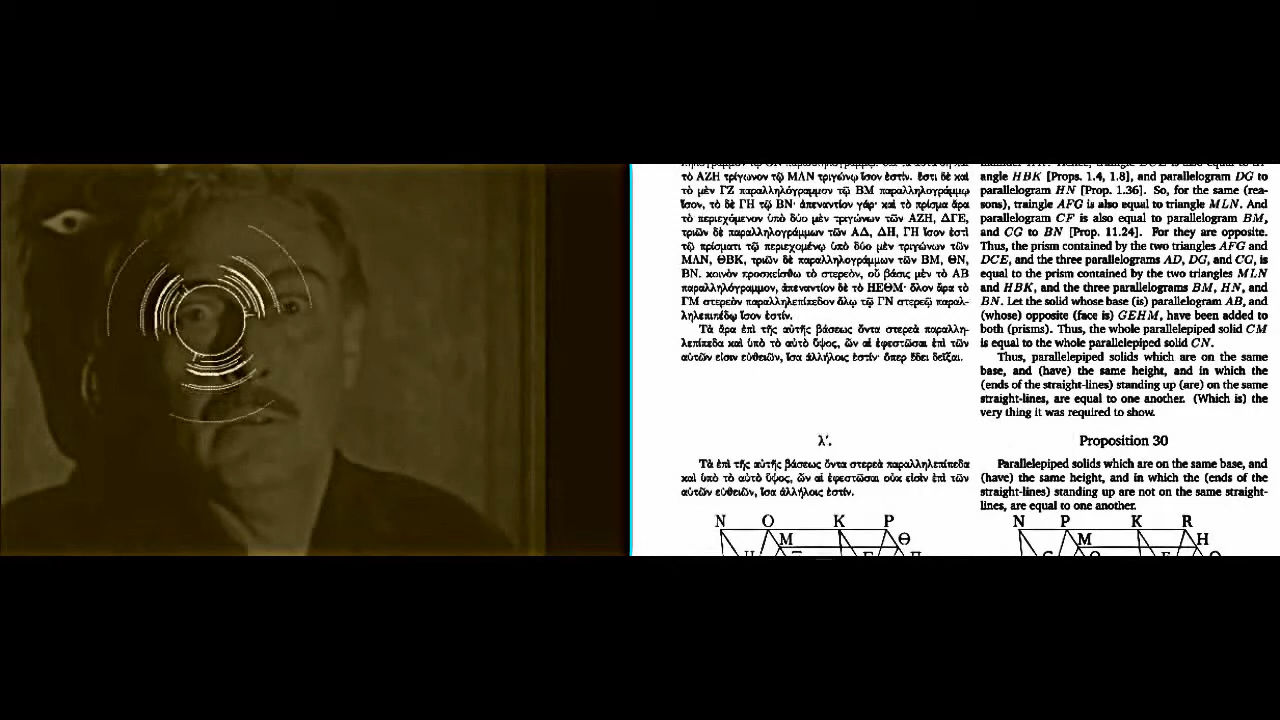 τὸ ΑΖΗ τρίγωνον τῷ ΜΛΝ τριγώνῳ ἴσον ἐστίν. ἔστι δὲ καὶ
τὸ μὲν ΓΖ παραλληλόγραμμον τῷ ΒΜ παραλληλογράμμῳ
ἴσον, τὸ δὲ ΓΗ τῷ ΒΝ· ἀπεναντίον γάρ· καὶ τὸ πρίσμα ἄρα
τὸ περιεχόμενον ὑπὸ δύο μὲν τριγώνων τῶν ΑΖΗ, ΔΓΕ,
τριῶν δὲ παραλληλογράμμων τῶν ΑΔ, ΔΗ, ΓΗ ἴσον ἐστὶ
τῷ πρίσματι τῷ περιεχομένῳ ὑπὸ δύο μὲν τριγώνων τῶν
ΜΛΝ, ΘΒΚ, τριῶν δὲ παραλληλογράμμων τῶν ΒΜ, ΘΝ,
ΒΝ. κοινὸν προσκείσθω τὸ στερεὸν, οὗ βάσις μὲν τὸ ΑΒ
παραλληλόγραμμον, ἀπεναντίον δὲ τὸ ΗΕΘΜ· ὅλον ἄρα τὸ
ΓΜ στερεὸν παραλληλεπίπεδον ὅλῳ τῷ ΓΝ στερεῷ παραλ-
ληλεπιπέδῳ ἴσον ἐστίν.
Τὰ ἄρα ἐπὶ τῆς αὐτῆς βάσεως ὄντα στερεὰ παραλλη-
λεπίπεδα καὶ ὑπὸ τὸ αὐτὸ ὕψος, ὧν αἱ ἐφεστῶσαι ἐπὶ τῶν
αὐτῶν εἰσιν εὐθειῶν, ἴσα ἀλλήλοις ἐστίν· ὅπερ ἔδει δεῖξαι.
λʹ.
Τὰ ἐπὶ τῆς αὐτῆς βάσεως ὄντα στερεὰ παραλληλεπίπεδα
καὶ ὑπὸ τὸ αὐτὸ ὕψος, ὧν αἱ ἐφεστῶσαι οὐκ εἰσὶν ἐπὶ τῶν
αὐτῶν εὐθειῶν, ἴσα ἀλλήλοις ἐστίν.
N O K P
M Θ
angle HBK [Props. 1.4, 1.8], and parallelogram DG to
parallelogram HN [Prop. 1.36]. So, for the same (rea-
sons), traingle AFG is also equal to triangle MLN. And
parallelogram CF is also equal to parallelogram BM,
and CG to BN [Prop. 11.24]. For they are opposite.
Thus, the prism contained by the two triangles AFG and
DCE, and the three parallelograms AD, DG, and CG, is
equal to the prism contained by the two triangles MLN
and HBK, and the three parallelograms BM, HN, and
BN. Let the solid whose base (is) parallelogram AB, and
(whose) opposite (face is) GEHM, have been added to
both (prisms). Thus, the whole parallelepiped solid CM
is equal to the whole parallelepiped solid CN.
Thus, parallelepiped solids which are on the same
base, and (have) the same height, and in which the
(ends of the straight-lines) standing up (are) on the same
straight-lines, are equal to one another. (Which is) the
very thing it was required to show.
Proposition 30
Parallelepiped solids which are on the same base, and
(have) the same height, and in which the (ends of the
straight-lines) standing up are not on the same straight-
lines, are equal to one another.
N P K R
M H